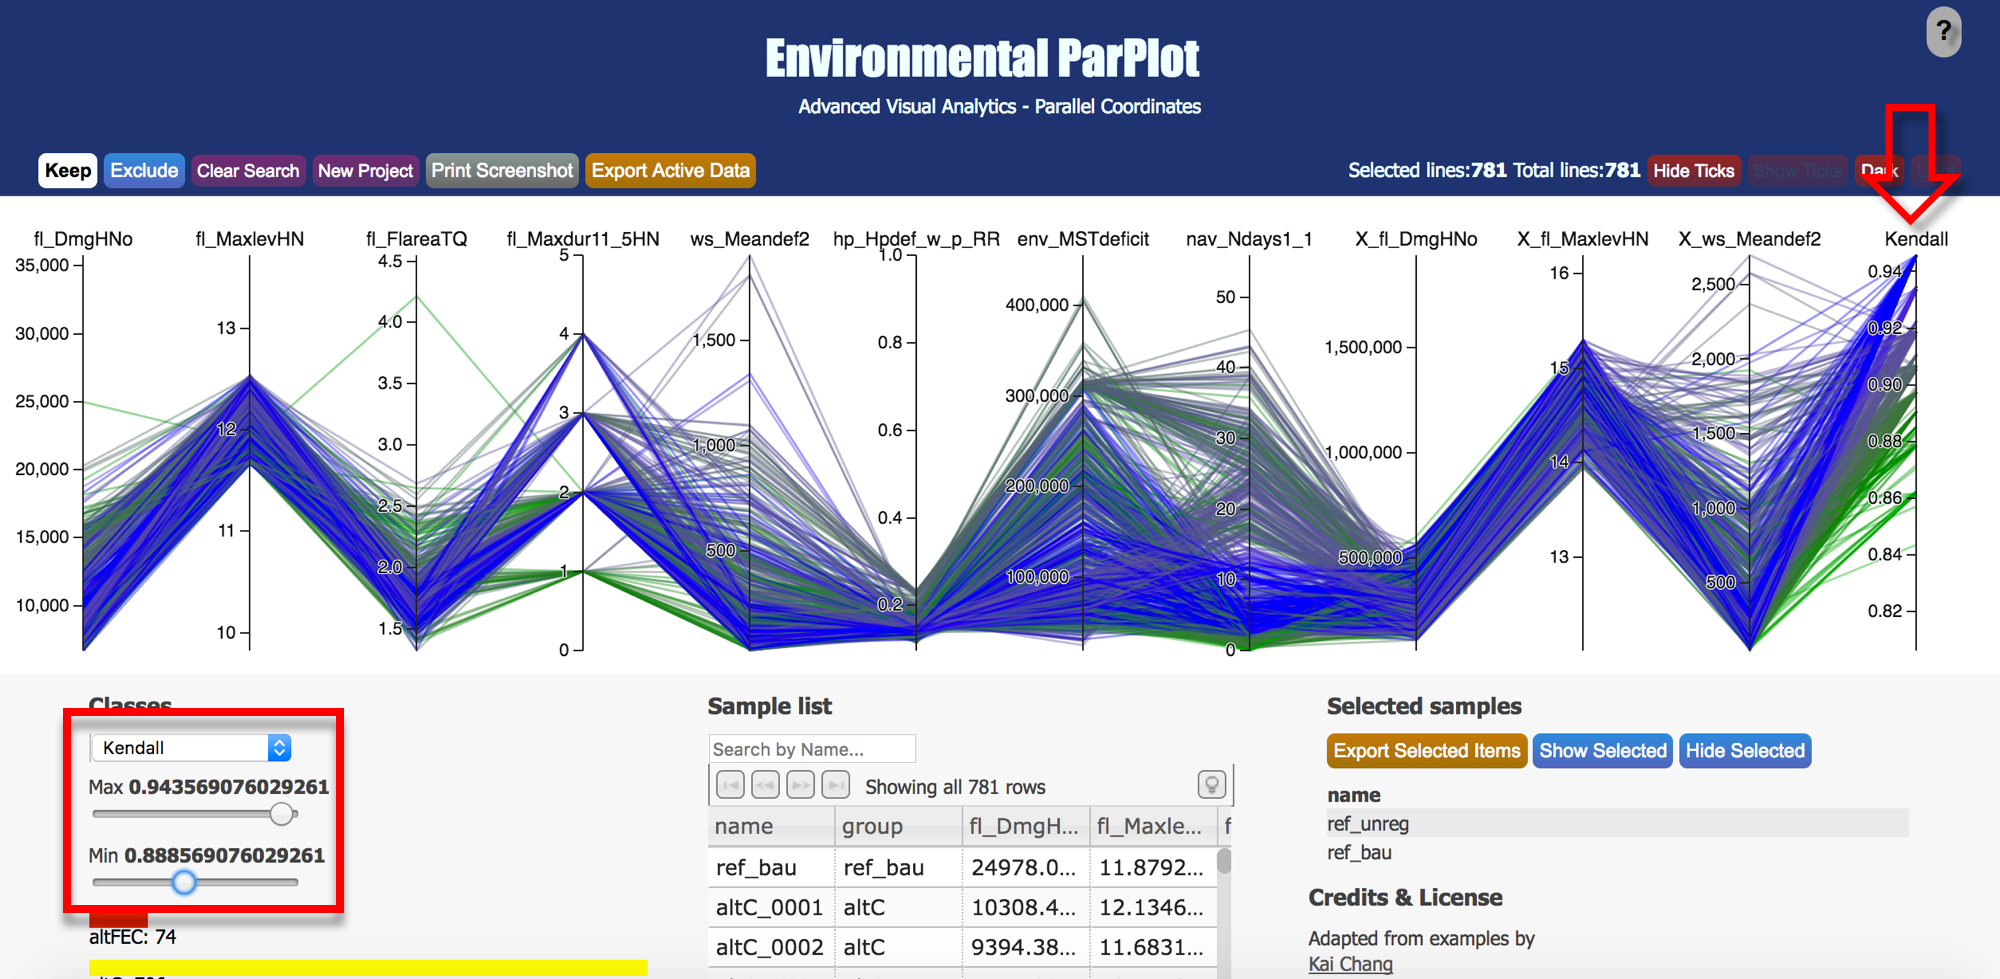 ?
Environmental ParPlot
Advanced Visual Analytics - Parallel Coordinates
Keep Exclude Clear Search New Project Print Screenshot Export Active Data Selected lines:781 Total lines:781 Hide Ticks Show Ticks Dark
fl_DmgHNo fl_MaxlevHN fl_FlareaTQ fl_Maxdur11_5HN ws_Meandef2 hp_Hpdef_w_p_RR env_MSTdeficit nav_Ndays1_1 X_fl_DmgHNo X_fl_MaxlevHN X_ws_Meandef2 Kendall
35,000
30,000
25,000
20,000
15,000
10,000
13
12
11
10
4.5
4.0
3.5
3.0
2.5
2.0
1.5
5
4
3
2
1
0
1,500
1,000
500
1.0
0.8
0.6
0.4
0.2
400,000
300,000
200,000
100,000
50
40
30
20
10
0
1,500,000
1,000,000
500,000
16
15
14
13
2,500
2,000
1,500
1,000
500
0.94
0.92
0.90
0.88
0.86
0.84
0.82
Classes
Kendall
Max 0.943569076029261
Min 0.888569076029261
altFEC: 74
Sample list
Search by Name...
Showing all 781 rows
name group fl_DmgH... fl_Maxle... f
ref_bau ref_bau 24978.0... 11.8792...
altC_0001 altC 10308.4... 12.1346...
altC_0002 altC 9394.38... 11.6831...
Selected samples
Export Selected Items Show Selected Hide Selected
name
ref_unreg
ref_bau
Credits & License
Adapted from examples by
Kai Chang